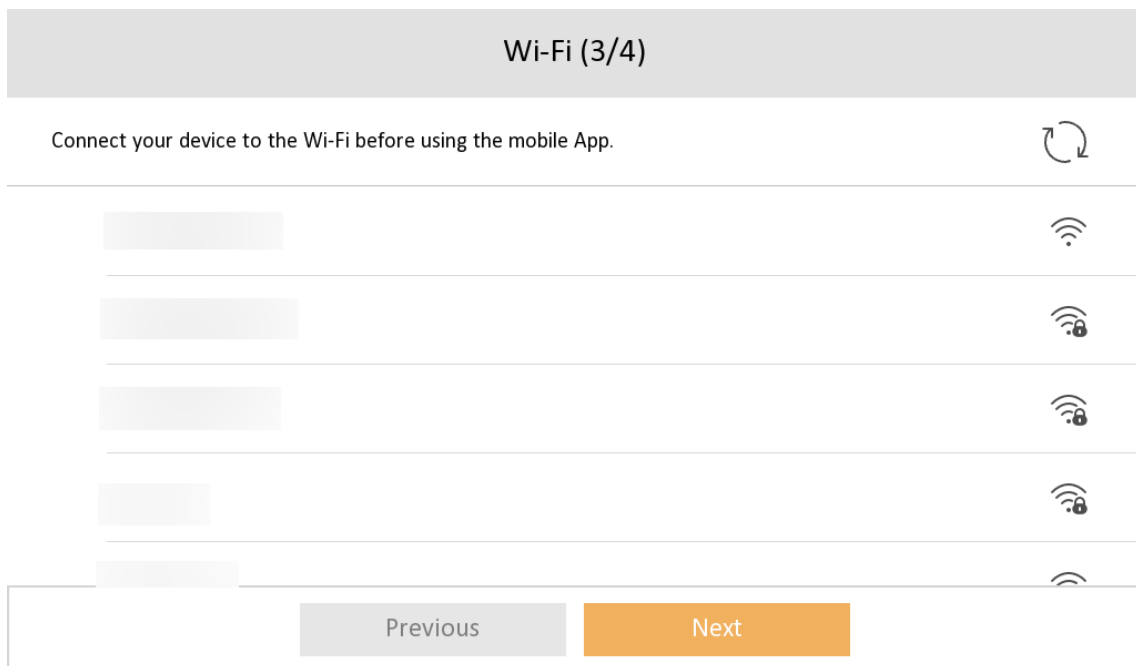 Wi-Fi (3/4)
Connect your device to the Wi-Fi before using the mobile App.
Previous
Next